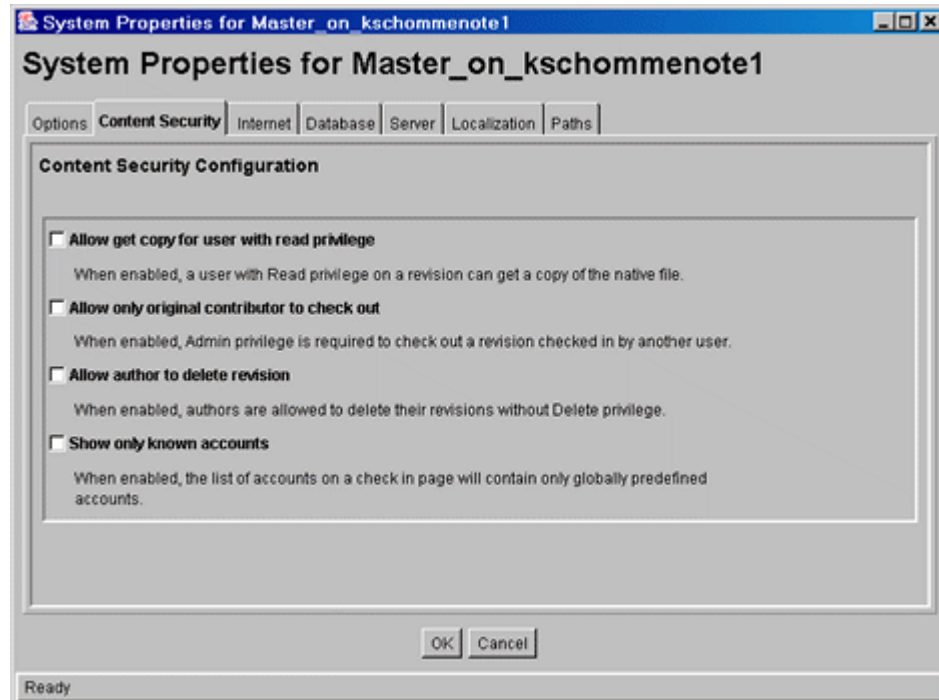 System Properties for Master_on_kschommenote1
System Properties for Master_on_kschommenote1
Options Content Security Internet Database Server Localization Paths
Content Security Configuration
Allow get copy for user with read privilege
When enabled, a user with Read privilege on a revision can get a copy of the native file.
Allow only original contributor to check out
When enabled, Admin privilege is required to check out a revision checked in by another user.
Allow author to delete revision
When enabled, authors are allowed to delete their revisions without Delete privilege.
Show only known accounts
When enabled, the list of accounts on a check in page will contain only globally predefined
accounts.
OK Cancel
Ready